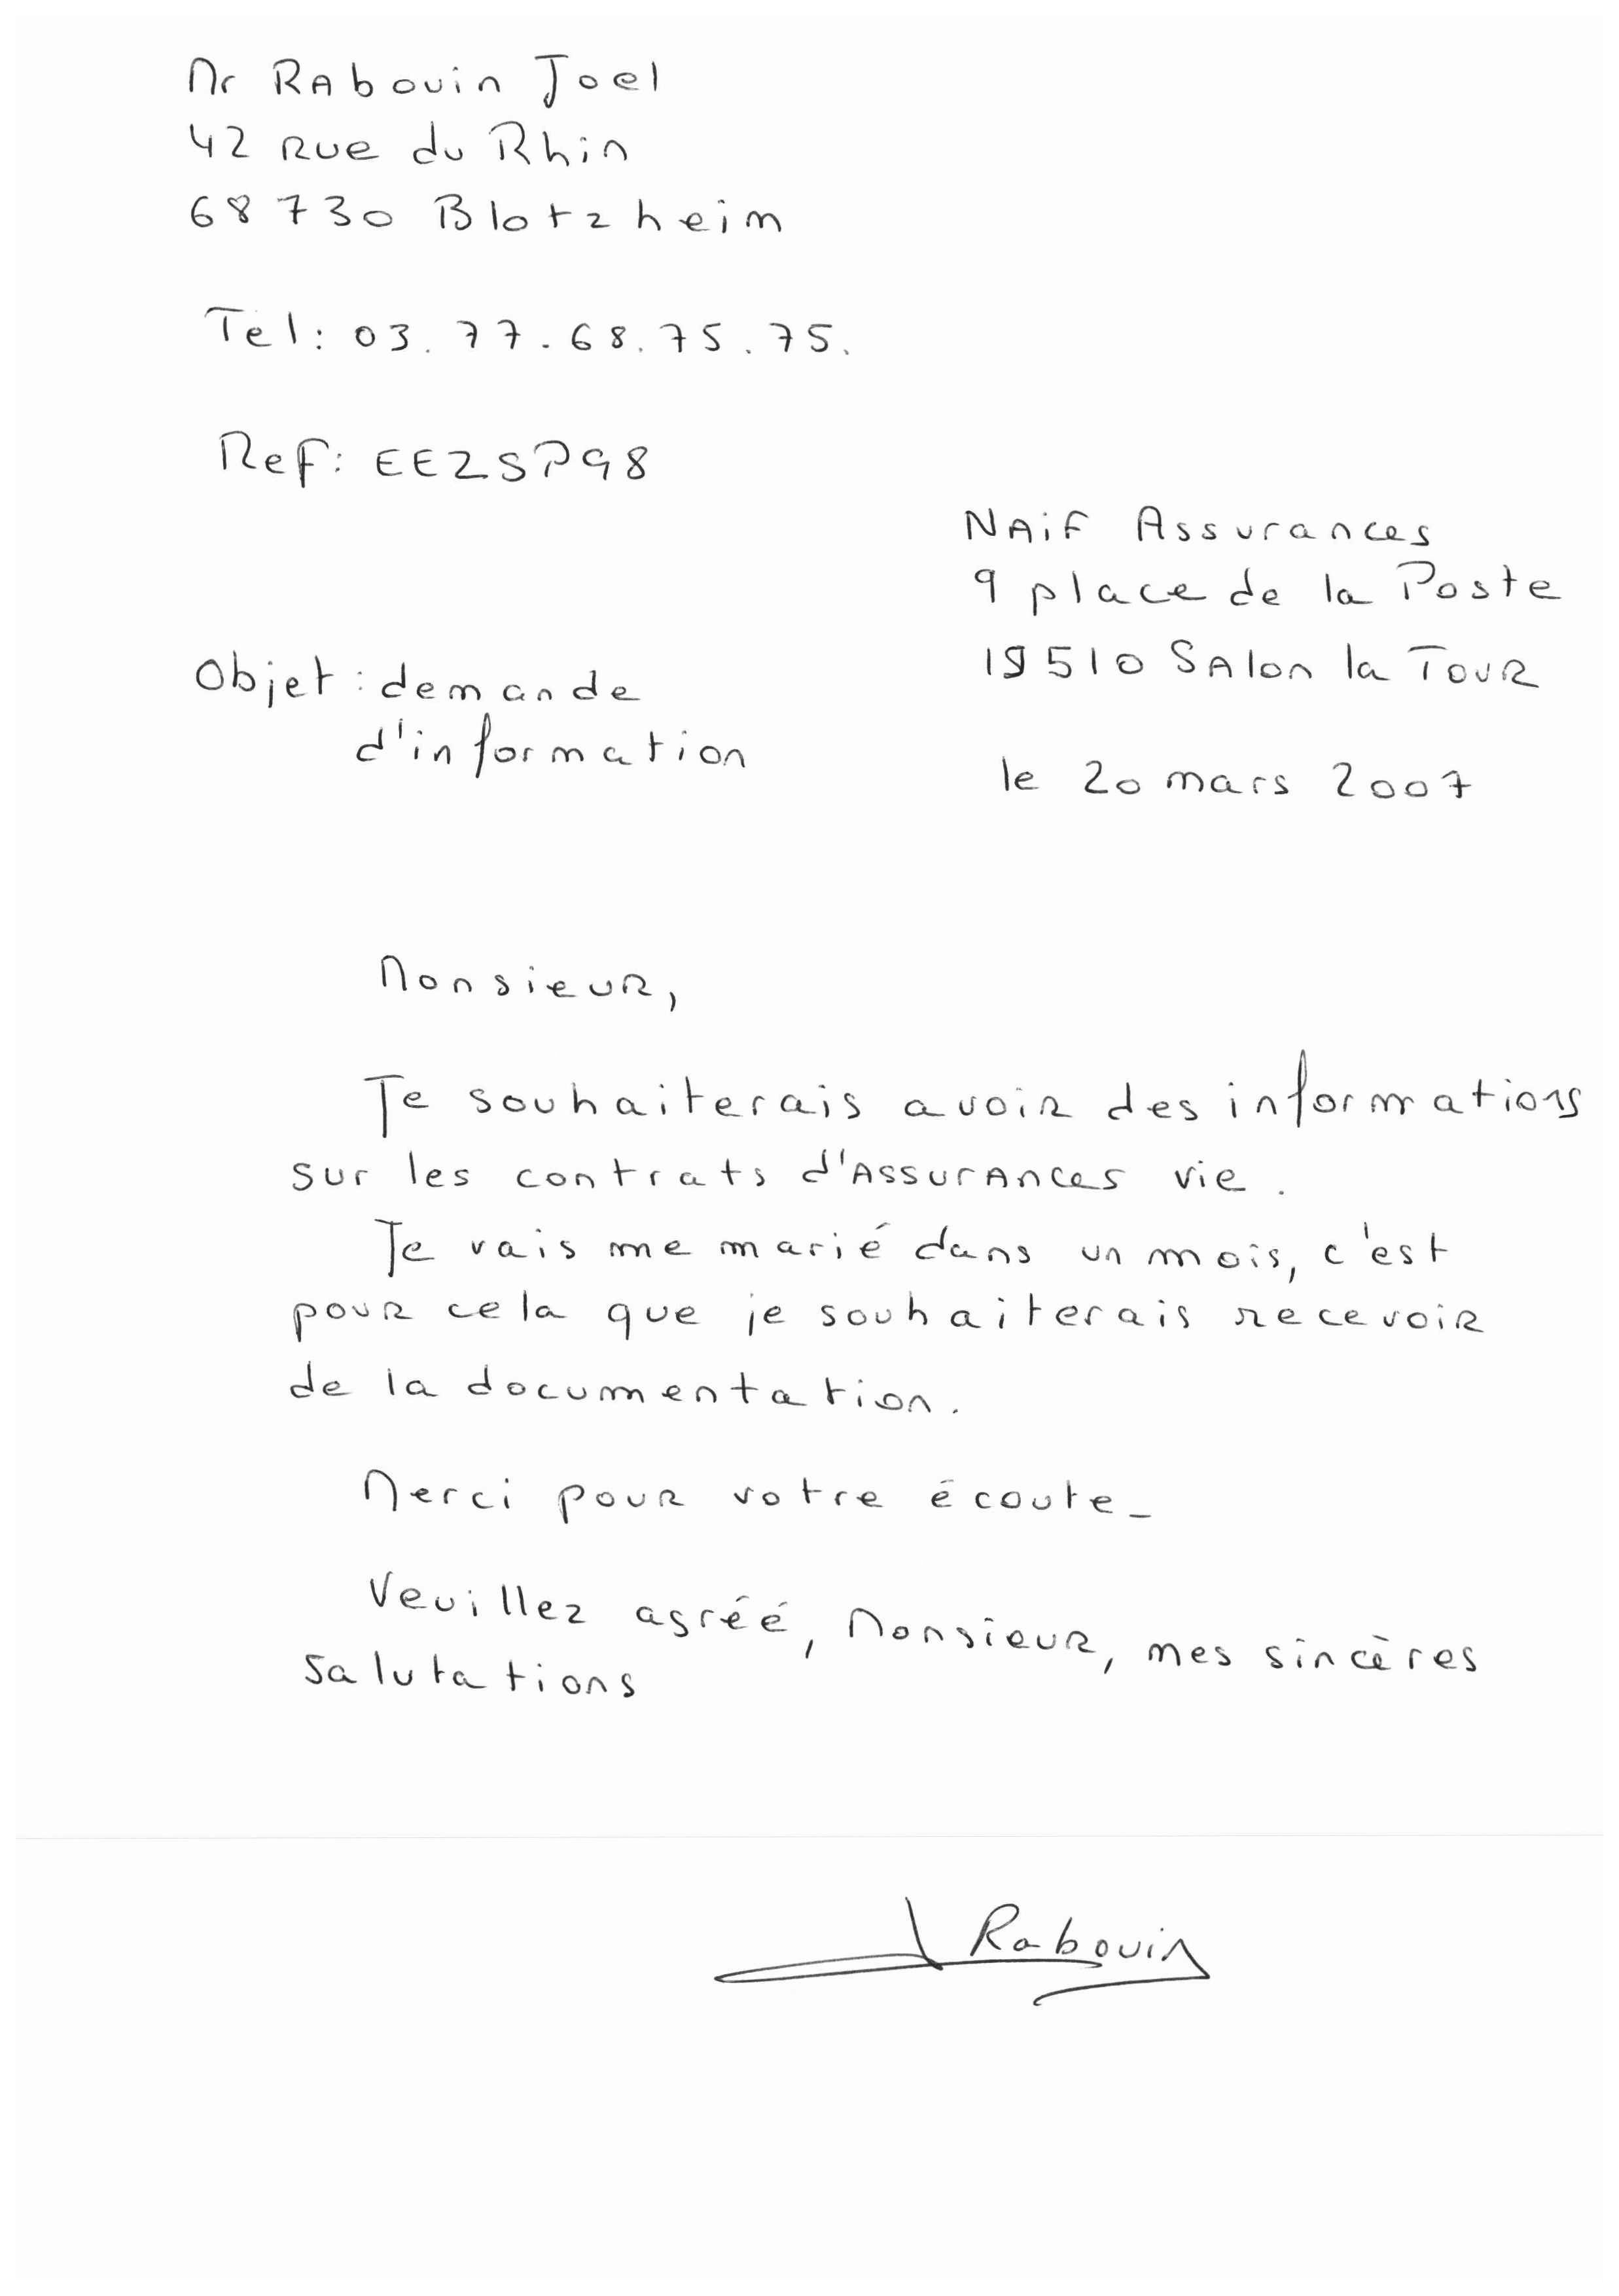 Mr RAbouin Joel
42 Rue du Rhin
68730 Blotzheim
Tel: 03.77.68.75.75.
Ref: EEZSP98
NAiF Assurances
9 place de la Poste
19510 SAlon la TouR
Objet: demande
d'information
le 20 mars 2007
MonsieuR,
Je souhaiterais avoiR des informations
sur les contrats d'AssurAnces vie.
Je vais me marié dans un mois, c'est
pouR cela que je souhaiterais recevoiR
de la documentation.
Merci pouR votre écoute_
Veuillez agréé, MonsieuR, mes sincères
salutations
Rabouin